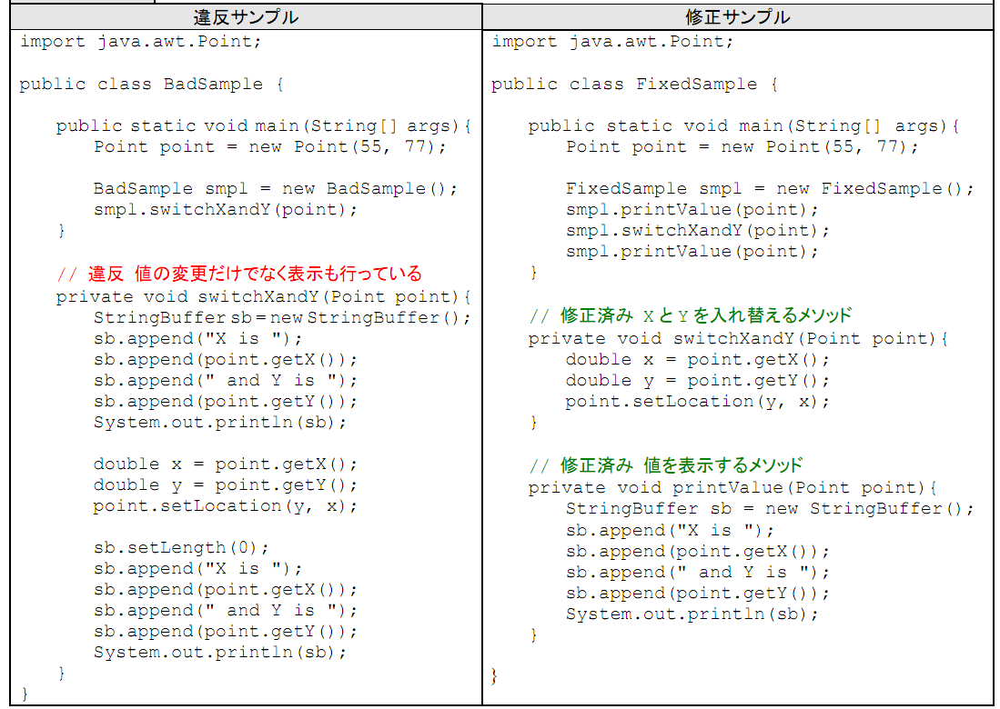 違反サンプル
import java.awt.Point;
public class BadSample {
public static void main(String[] args){
Point point = new Point(55, 77);
BadSample smpl = new BadSample();
smpl.switchXandY(point);
}
// 違反 値の変更だけでなく表示も行っている
private void switchXandY(Point point){
StringBuffer sb = new StringBuffer();
sb.append("X is ");
sb.append(point.getX());
sb.append(" and Y is ");
sb.append(point.getY());
System.out.println(sb);
double x = point.getX();
double y = point.getY();
point.setLocation(y, x);
sb.setLength(0);
sb.append("X is ");
sb.append(point.getX());
sb.append(" and Y is ");
sb.append(point.getY());
System.out.println(sb);
}
}
修正サンプル
import java.awt.Point;
public class FixedSample {
public static void main(String[] args){
Point point = new Point(55, 77);
FixedSample smpl = new FixedSample();
smpl.printValue(point);
smpl.switchXandY(point);
smpl.printValue(point);
}
// 修正済み XとYを入れ替えるメソッド
private void switchXandY(Point point){
double x = point.getX();
double y = point.getY();
point.setLocation(y, x);
}
// 修正済み 値を表示するメソッド
private void printValue(Point point){
StringBuffer sb = new StringBuffer();
sb.append("X is ");
sb.append(point.getX());
sb.append(" and Y is ");
sb.append(point.getY());
System.out.println(sb);
}
}